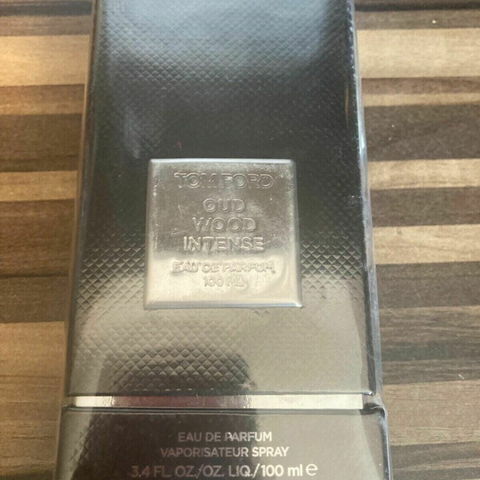 TOM FORD
OUD
WOOD
INTENSE
EAU DE PARFUM
100 ML
EAU DE PARFUM
VAPORISATEUR SPRAY
3.4 FL. OZ./OZ. LIQ./100 ml ℮